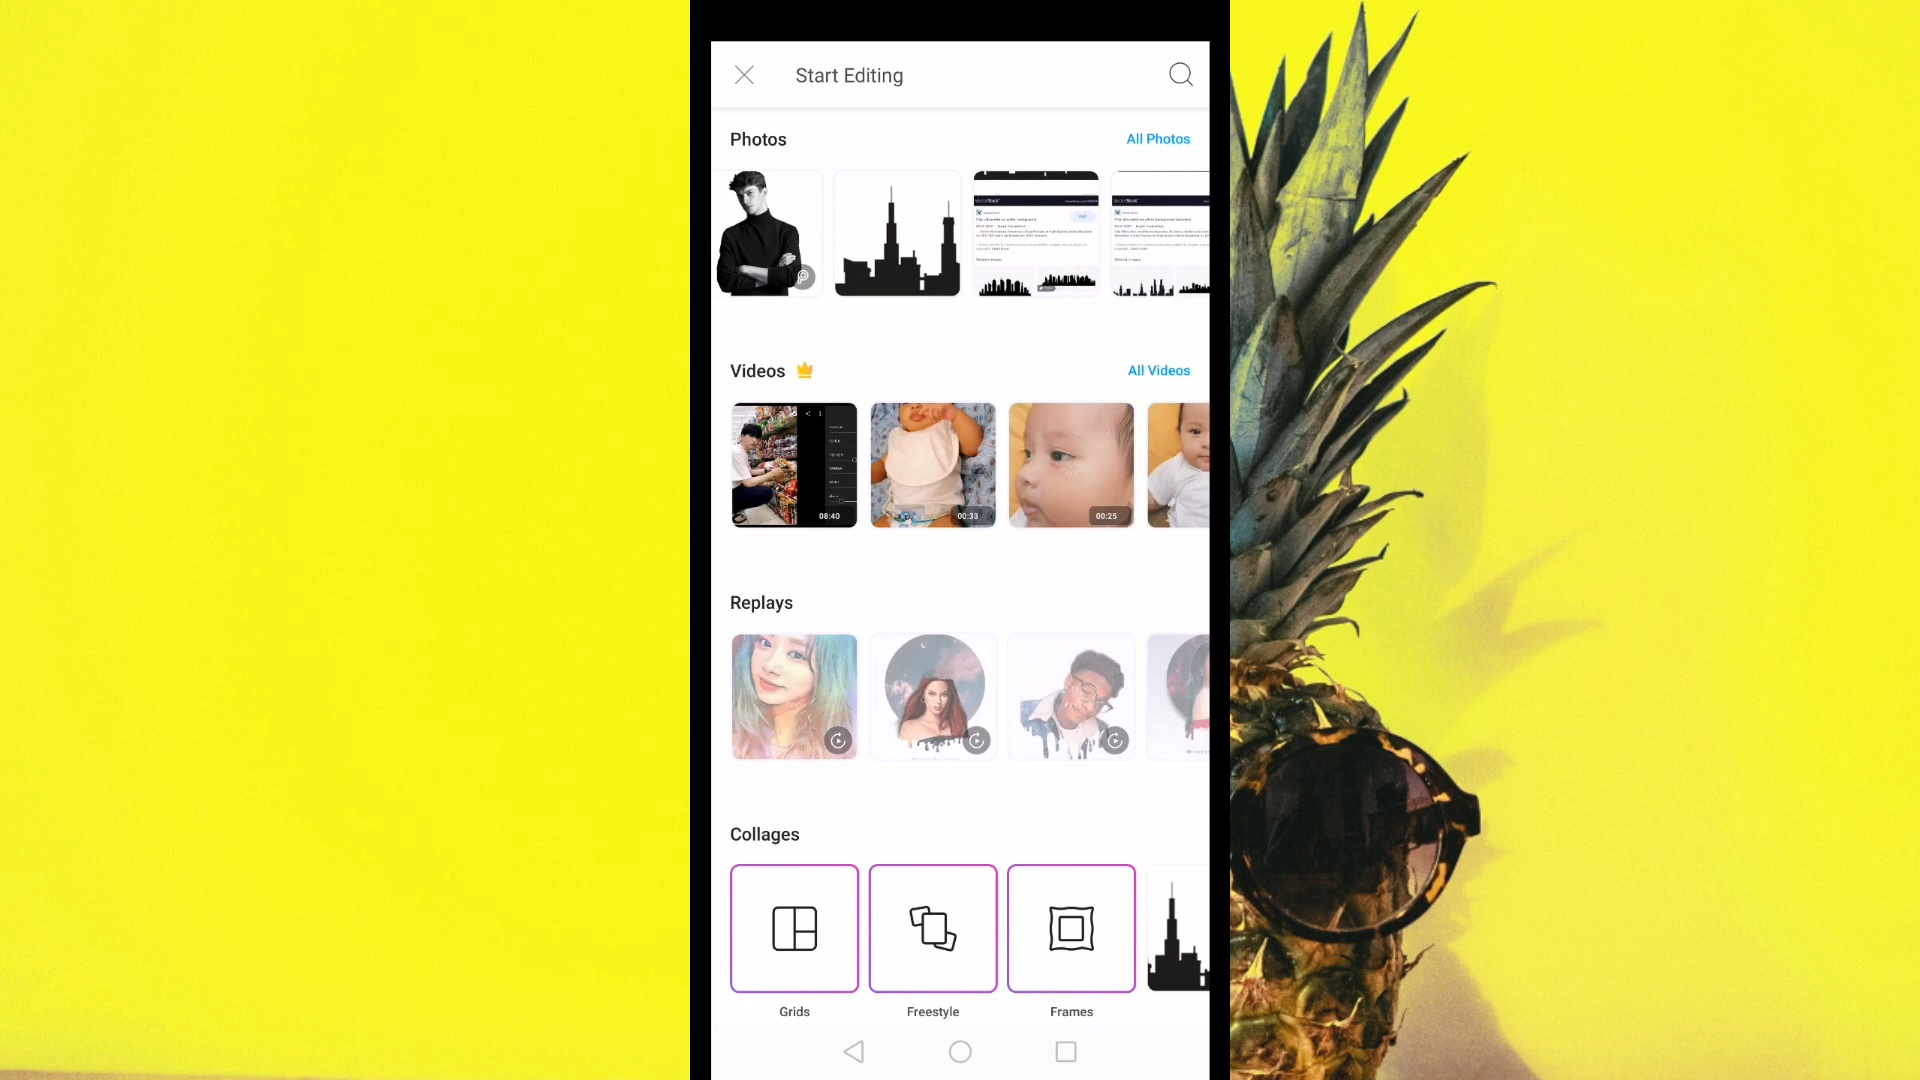 Start Editing
Photos
All Photos
Videos
All Videos
08:40
00:33
00:25
Replays
Collages
Grids
Freestyle
Frames